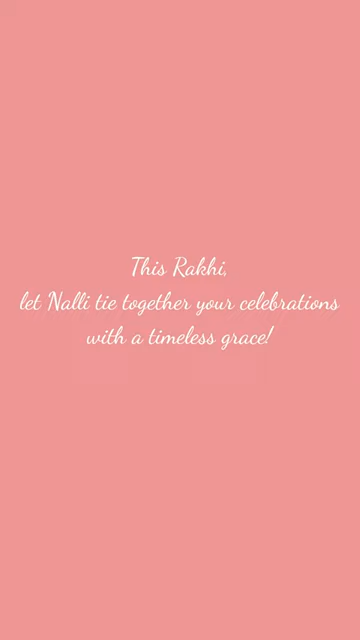 This Rakhi,
let Nalli tie together your celebrations
with a timeless grace!